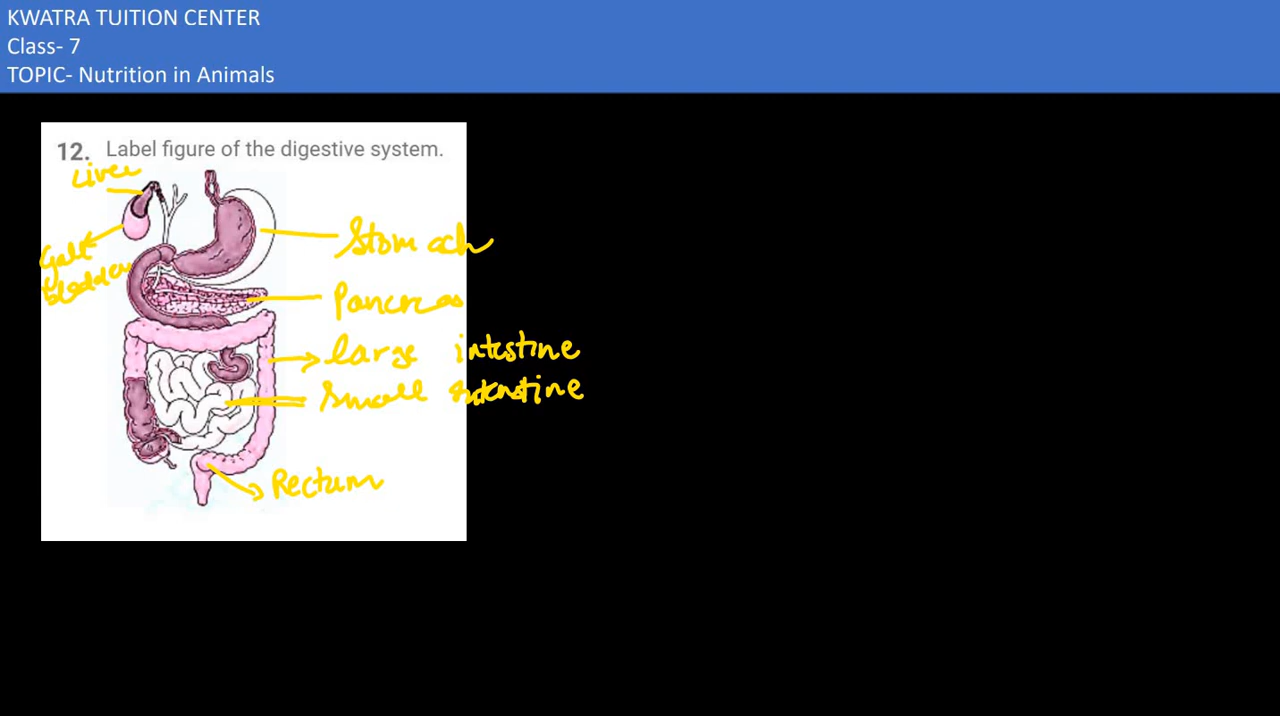 KWATRA TUITION CENTER
Class- 7
TOPIC- Nutrition in Animals
12. Label figure of the digestive system.
Liver
Gall
bladder
Stomach
Pancreas
large intestine
Small intestine
Rectum